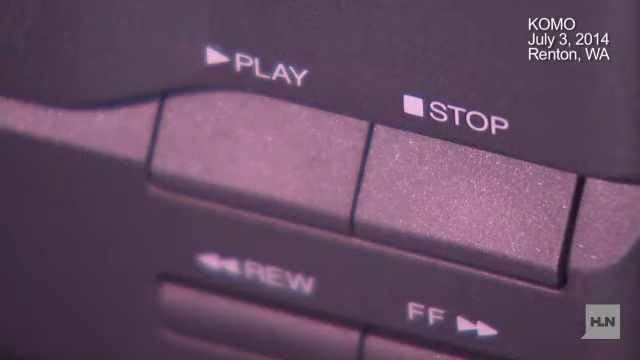 KOMO
July 3, 2014
Renton, WA
▶PLAY
■STOP
◀◀REW
FF▶▶
HLN